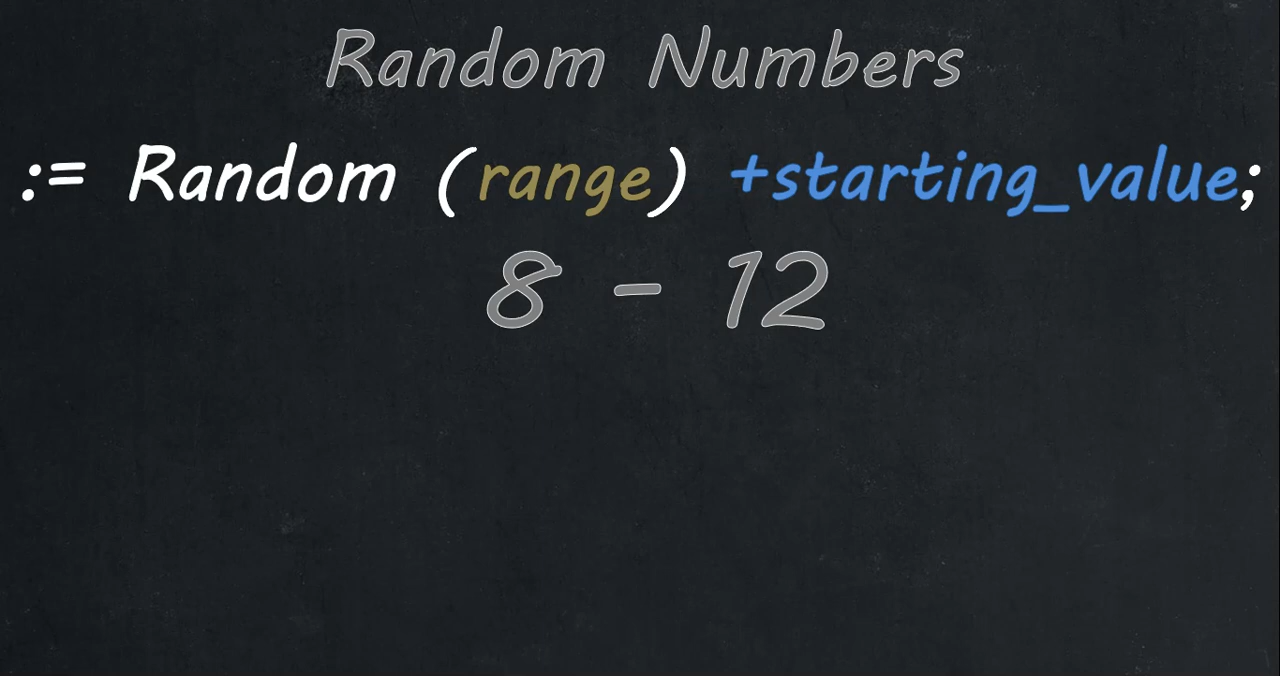 Random Numbers
:= Random (range) +starting_value;
8 - 12